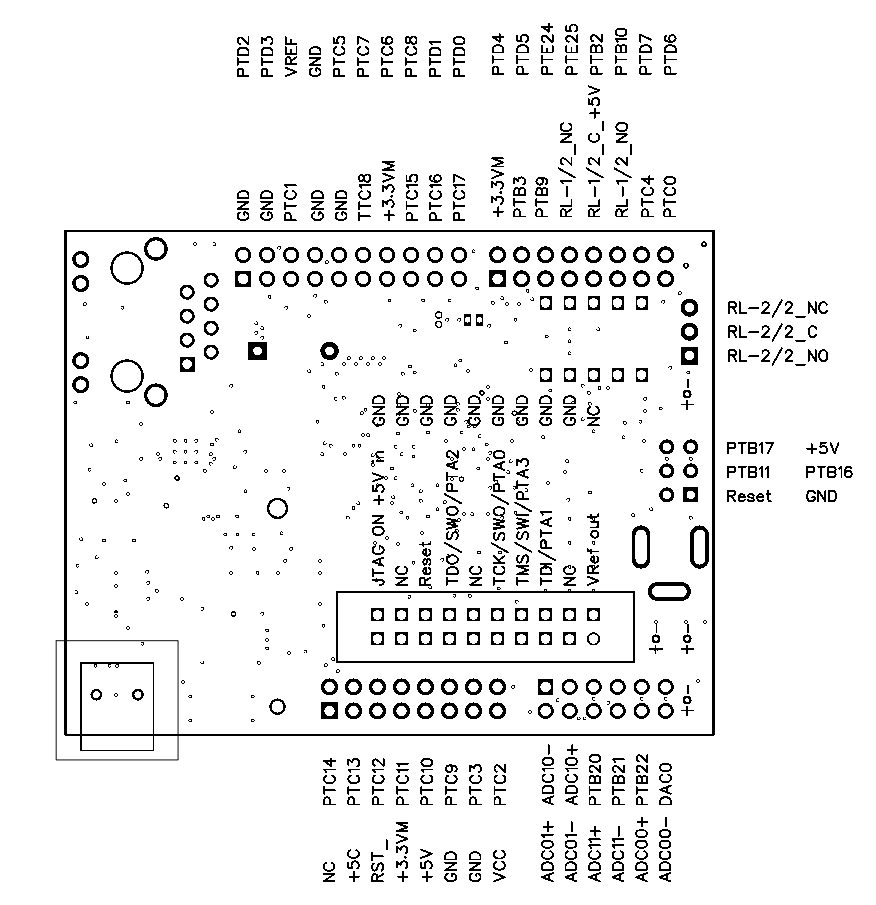 PTD2
PTD3
VREF
GND
PTC5
PTC7
PTC6
PTC8
PTD1
PTD0
PTD4
PTD5
PTE24
PTE25
PTB2
PTB10
PTD7
PTD6
GND
GND
PTC1
GND
GND
TTC18
+3.3VM
PTC15
PTC16
PTC17
+3.3VM
PTB3
PTB9
RL-1/2_NC
RL-1/2_C_+5V
RL-1/2_NO
PTC4
PTC0
RL-2/2_NC
RL-2/2_C
RL-2/2_NO
GND
GND
GND
GND
GND
GND
GND
GND
GND
NC
PTB17 +5V
PTB11 PTB16
Reset GND
JTAG ON +5V in
NC
Reset
TDO/SWO/PTA2
NC
TCK/SWO/PTA0
TMS/SWI/PTA3
TDI/PTA1
NC
VRef out
PTC14
PTC13
PTC12
PTC11
PTC10
PTC9
PTC3
PTC2
ADC10-
ADC10+
PTB20
PTB21
PTB22
DAC0
NC
+5C
RST_
+3.3VM
+5V
GND
GND
VCC
ADC01+
ADC01-
ADC11+
ADC11-
ADC00+
ADC00-